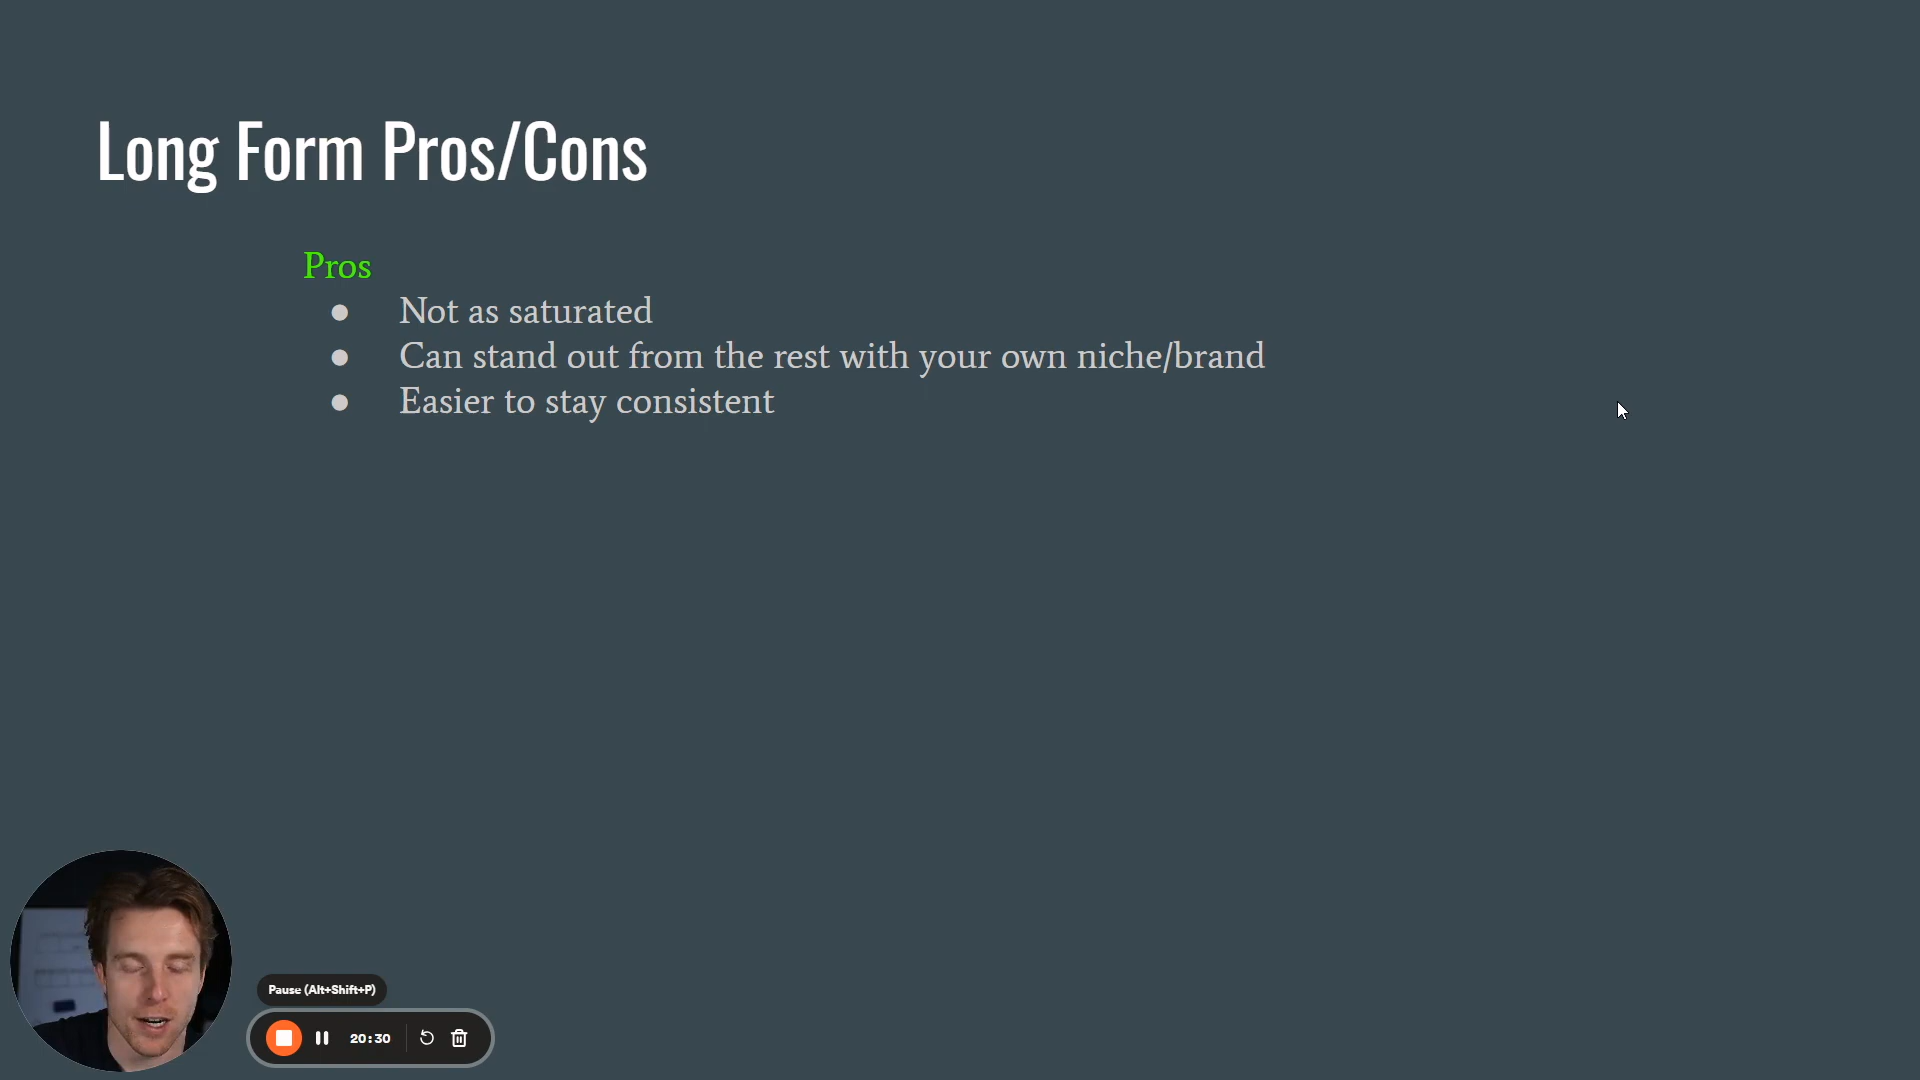 Long Form Pros/Cons
Pros
● Not as saturated
● Can stand out from the rest with your own niche/brand
● Easier to stay consistent
Pause (Alt+Shift+P)
20:30